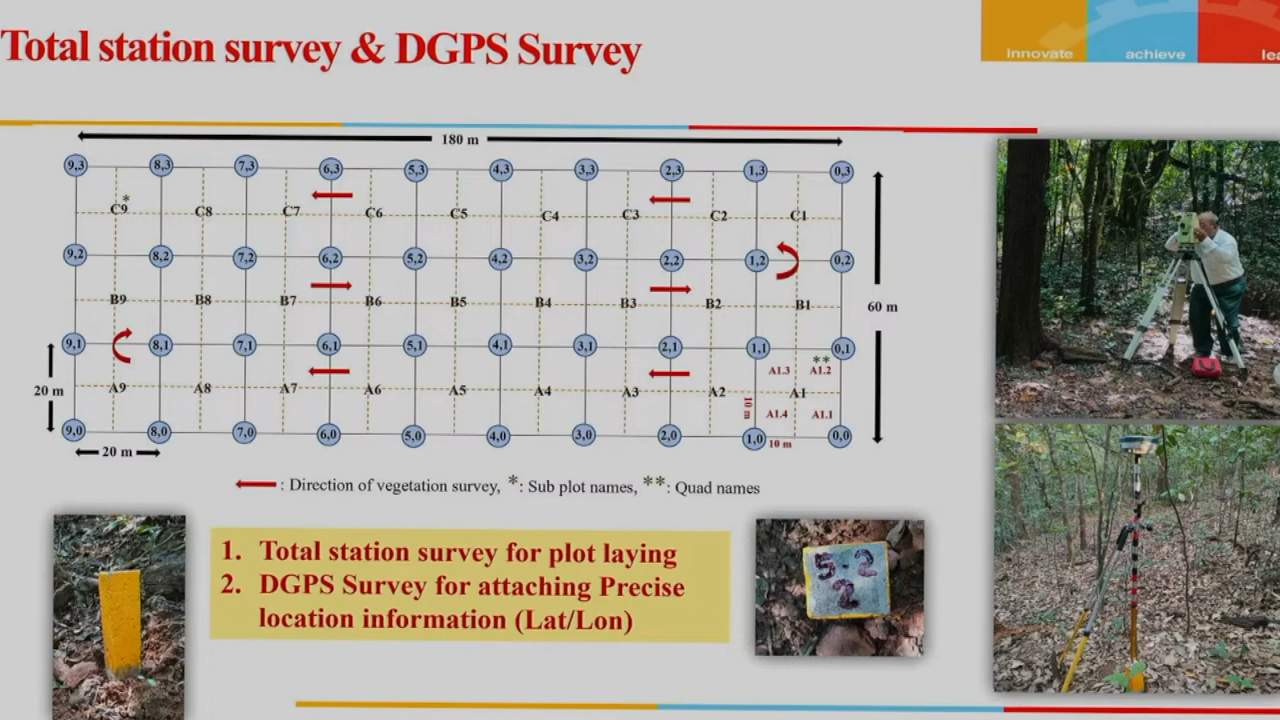 Total station survey & DGPS Survey
innovate achieve lea
180 m
9,3 8,3 7,3 6,3 5,3 4,3 3,3 2,3 1,3 0,3
C9* C8 C7 C6 C5 C4 C3 C2 C1
9,2 8,2 7,2 6,2 5,2 4,2 3,2 2,2 1,2 0,2
B9 B8 B7 B6 B5 B4 B3 B2 B1
60 m
9,1 8,1 7,1 6,1 5,1 4,1 3,1 2,1 1,1 0,1
**
A1.3 A1.2
20 m
A9 A8 A7 A6 A5 A4 A3 A2 A1
10 m
A1.4 A1.1
9,0 8,0 7,0 6,0 5,0 4,0 3,0 2,0 1,0 0,0
10 m
20 m
: Direction of vegetation survey, *: Sub plot names, **: Quad names
1. Total station survey for plot laying
2. DGPS Survey for attaching Precise
location information (Lat/Lon)
5.2
2